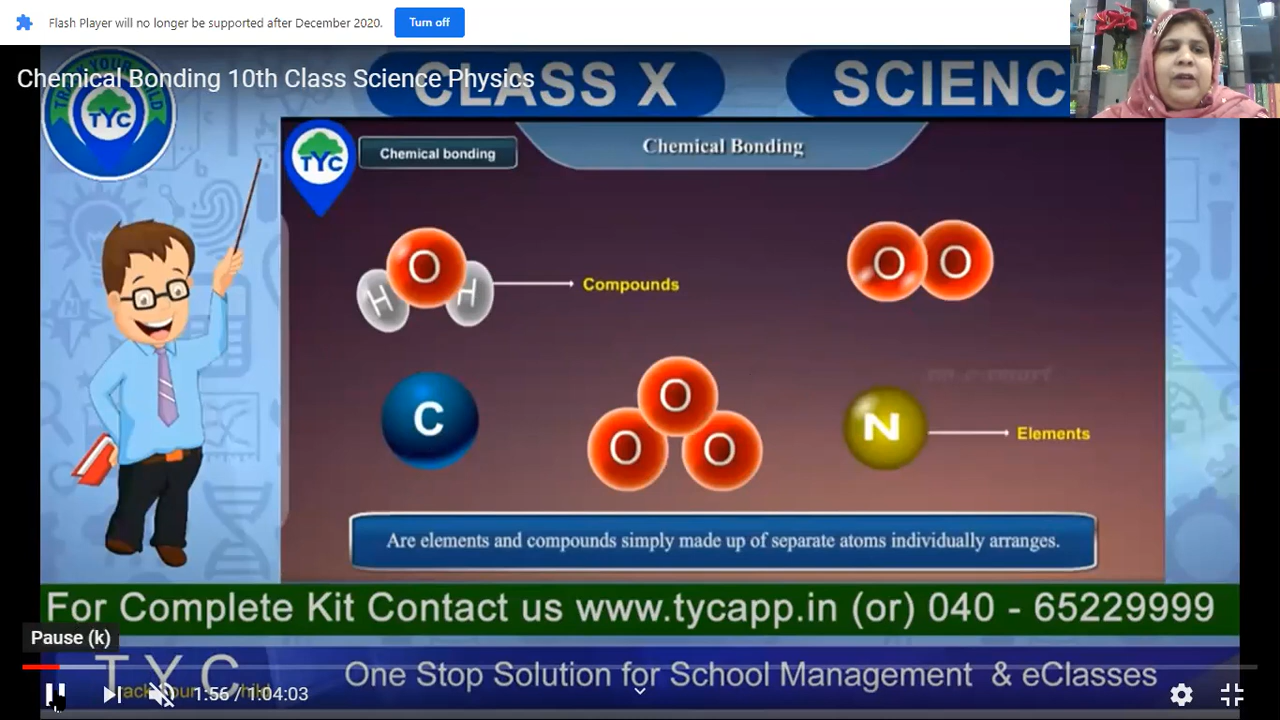 Flash Player will no longer be supported after December 2020.
Turn off
Chemical Bonding 10th Class Science Physics
CLASS X
SCIENC
TYC
TYC
Chemical bonding
Chemical Bonding
O
H
H
Compounds
O
O
C
O
O
O
N
Elements
Are elements and compounds simply made up of separate atoms individually arranges.
For Complete Kit Contact us www.tycapp.in (or) 040 - 65229999
Pause (k)
T Y C
One Stop Solution for School Management & eClasses
1:56 / 1:04:03